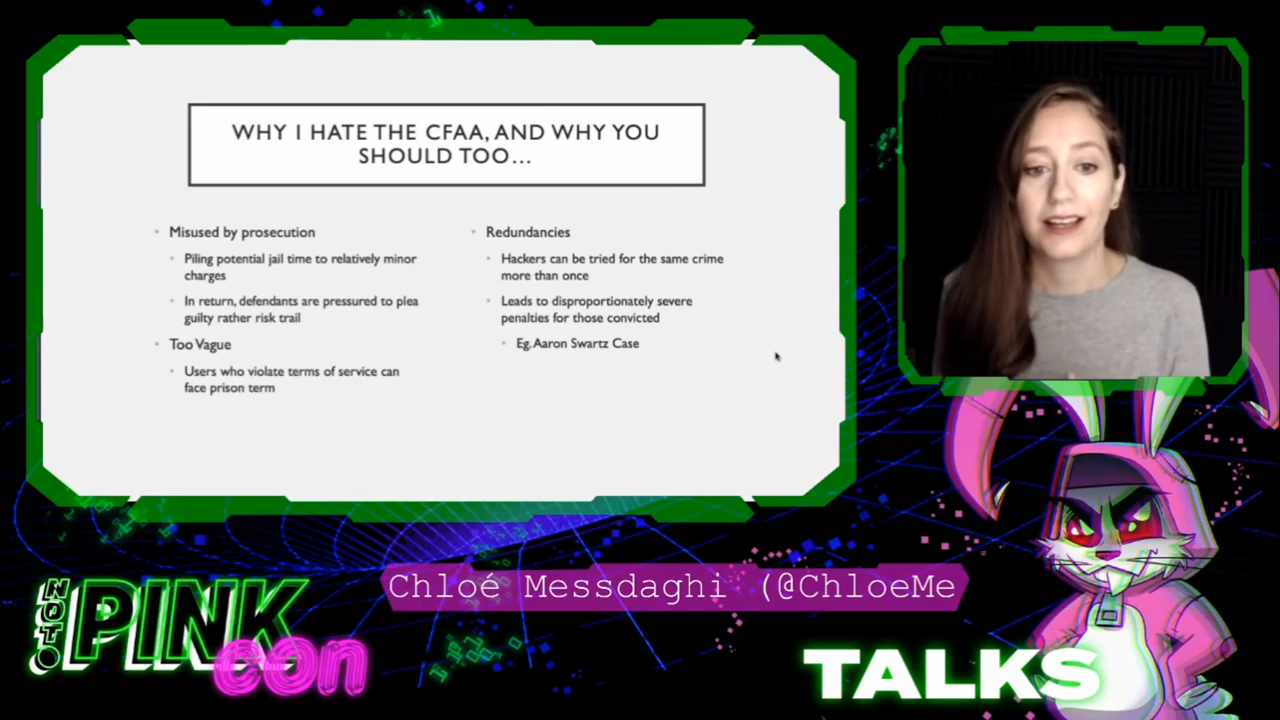 WHY I HATE THE CFAA, AND WHY YOU
SHOULD TOO...
Misused by prosecution
Piling potential jail time to relatively minor
charges
In return, defendants are pressured to plea
guilty rather risk trail
Too Vague
Users who violate terms of service can
face prison term
Redundancies
Hackers can be tried for the same crime
more than once
Leads to disproportionately severe
penalties for those convicted
Eg. Aaron Swartz Case
Chloé Messdaghi (@ChloeMe
NOT
PINK
con
TALKS